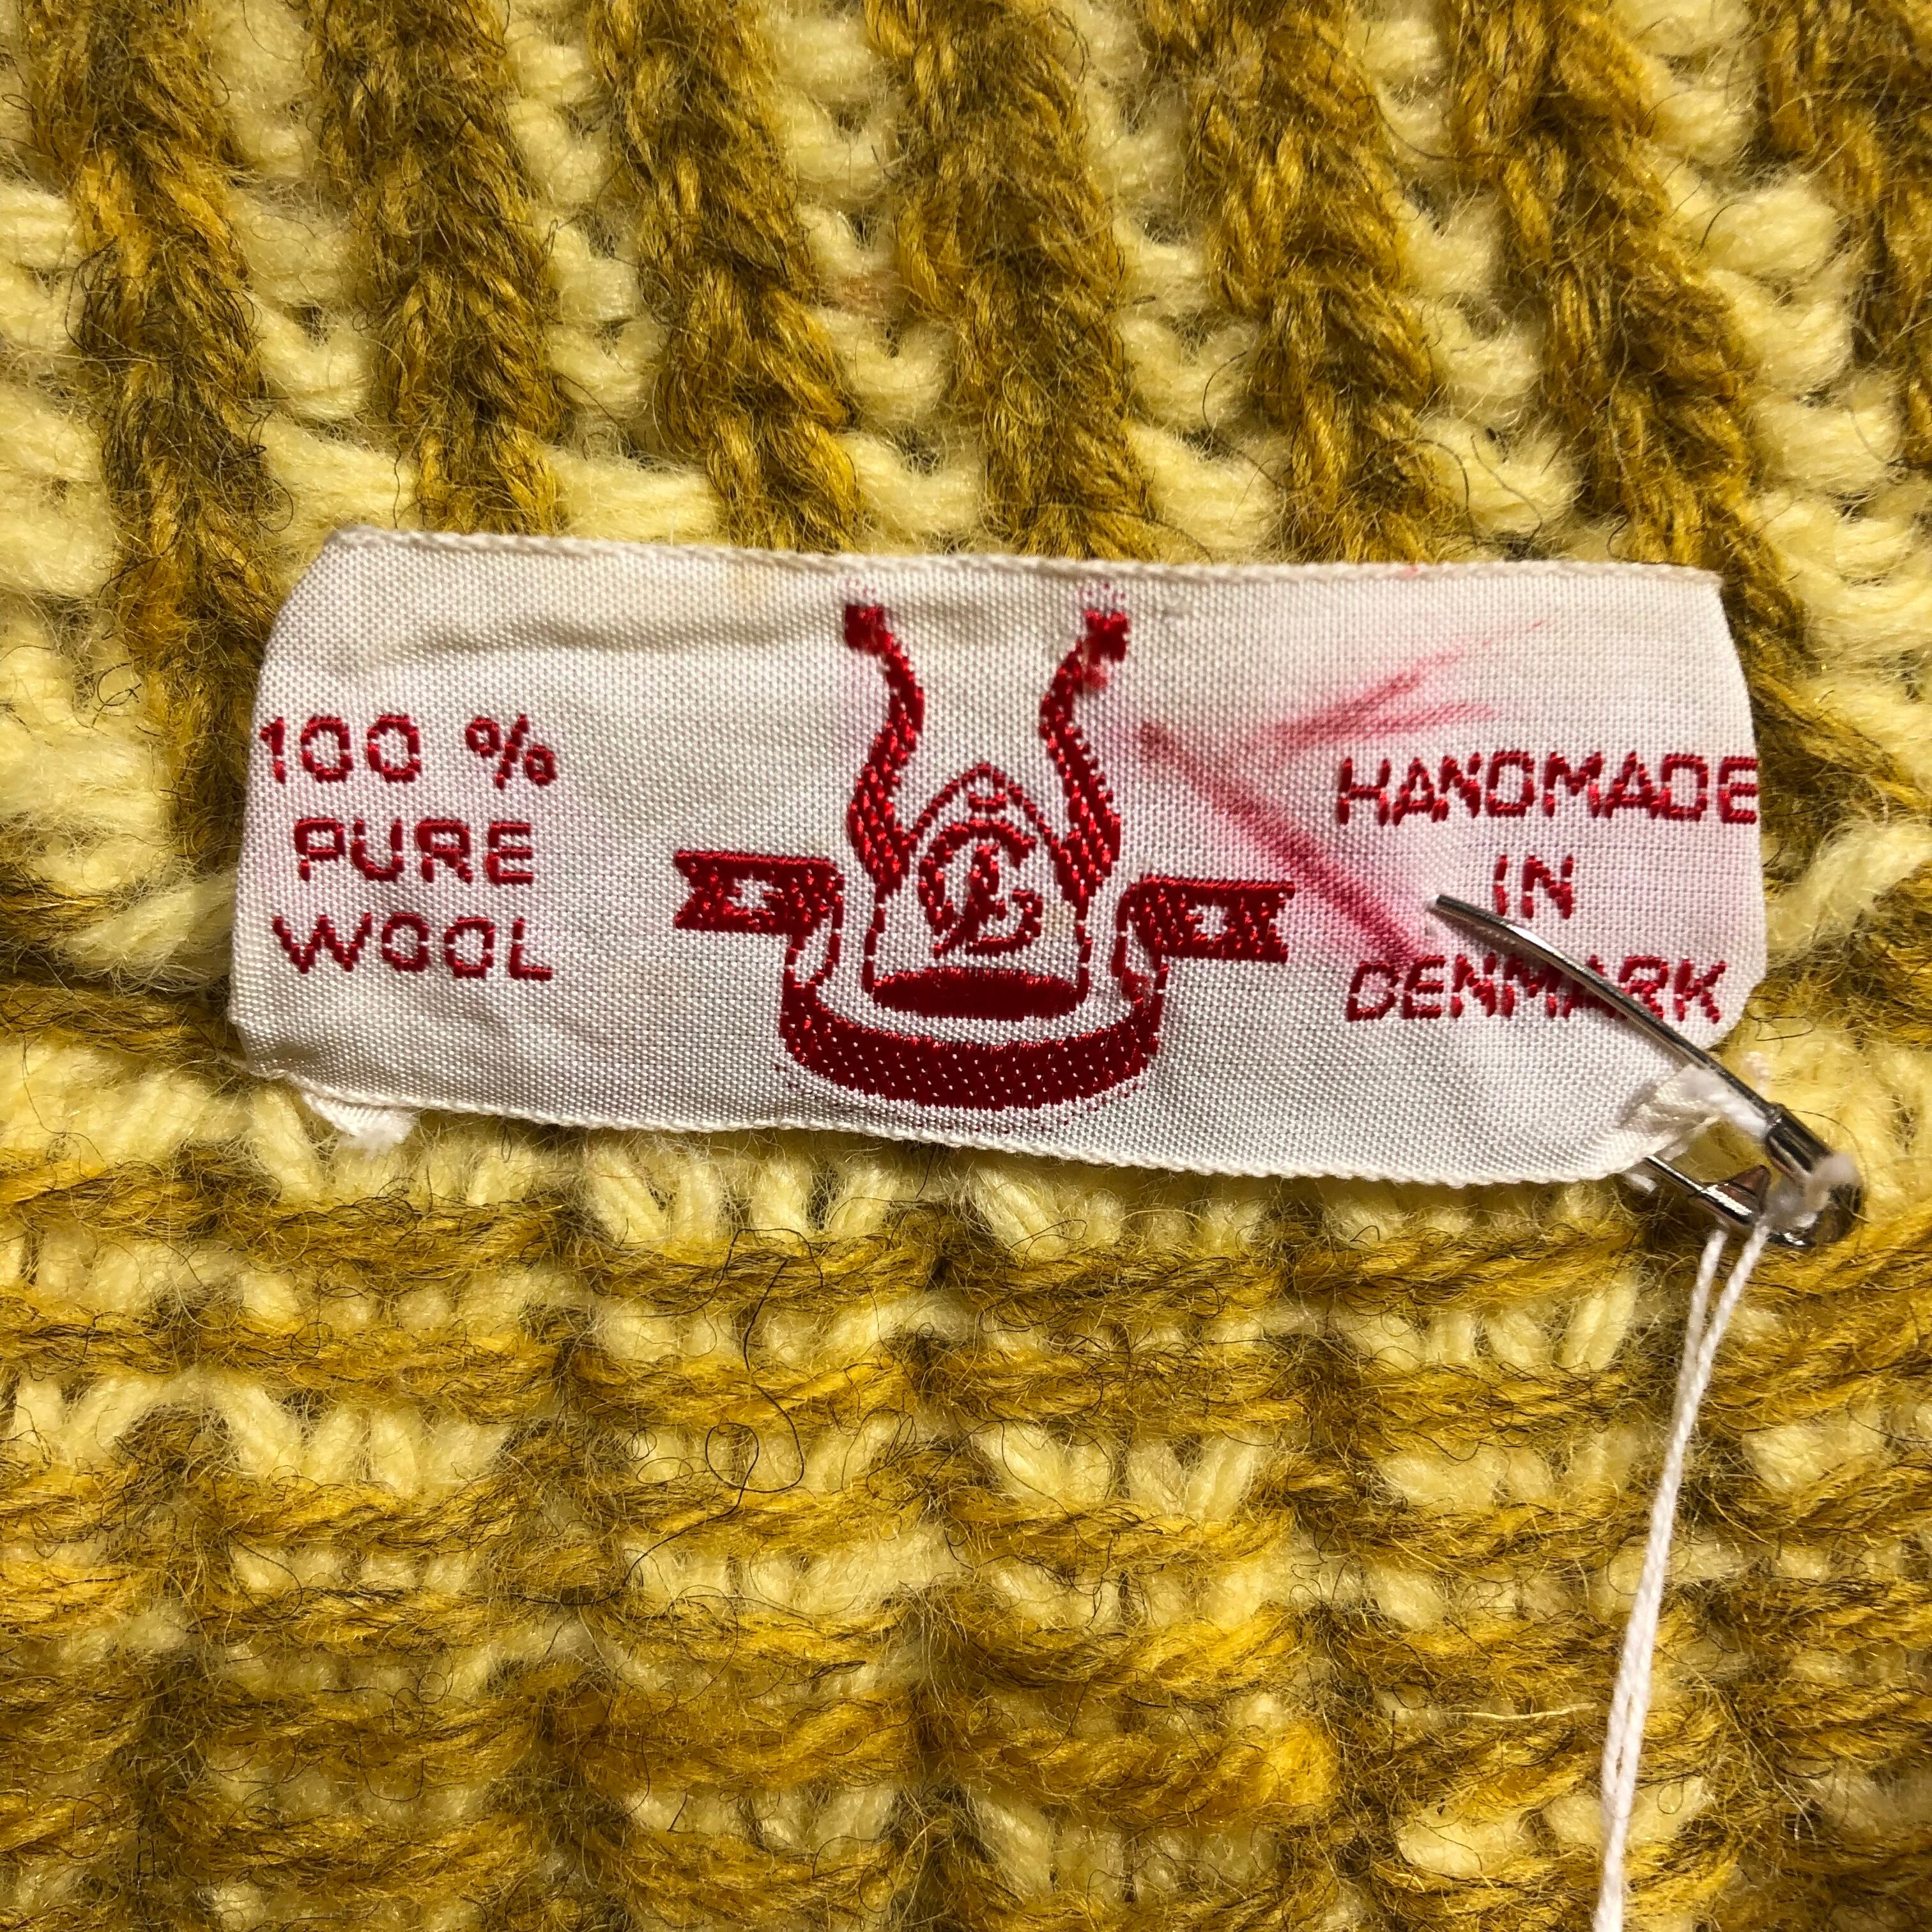 100 %
PURE
WOOL
HANDMADE
IN
DENMARK